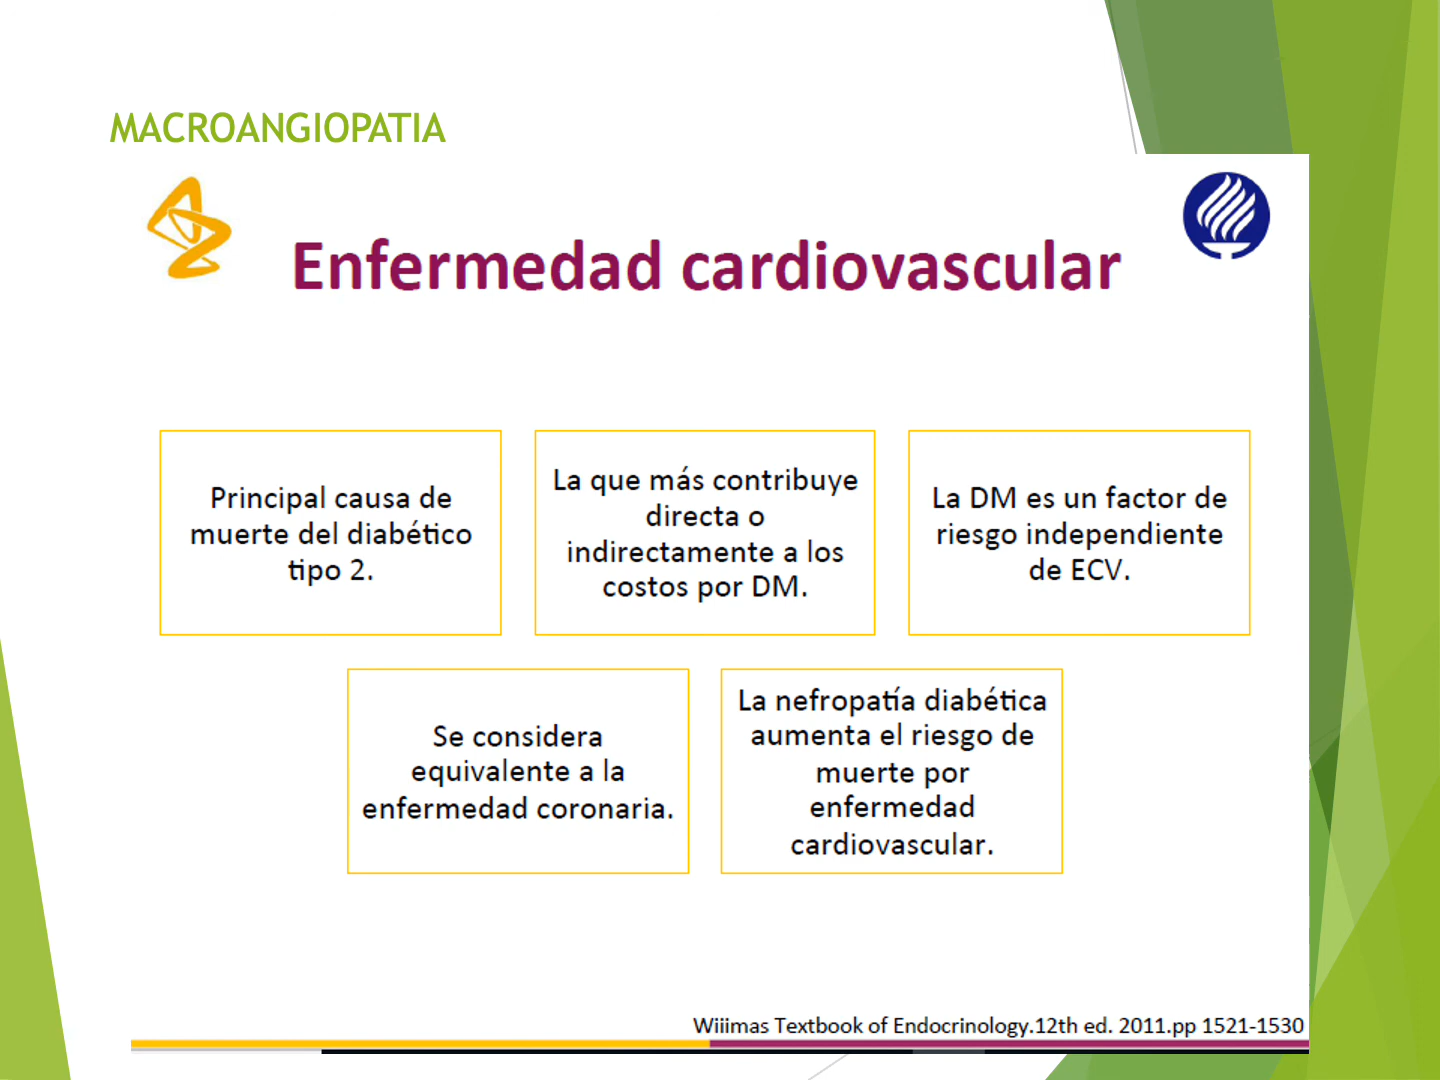 MACROANGIOPATIA
Enfermedad cardiovascular
Principal causa de
muerte del diabético
tipo 2.
La que más contribuye
directa o
indirectamente a los
costos por DM.
La DM es un factor de
riesgo independiente
de ECV.
Se considera
equivalente a la
enfermedad coronaria.
La nefropatía diabética
aumenta el riesgo de
muerte por
enfermedad
cardiovascular.
Wiiimas Textbook of Endocrinology.12th ed. 2011.pp 1521-1530